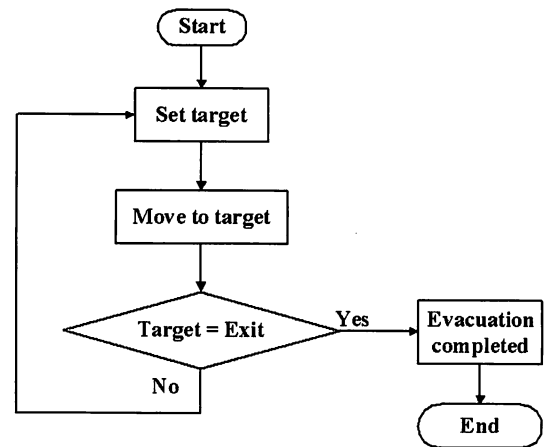 Start
Set target
Move to target
Target = Exit
Yes
No
Evacuation
completed
End